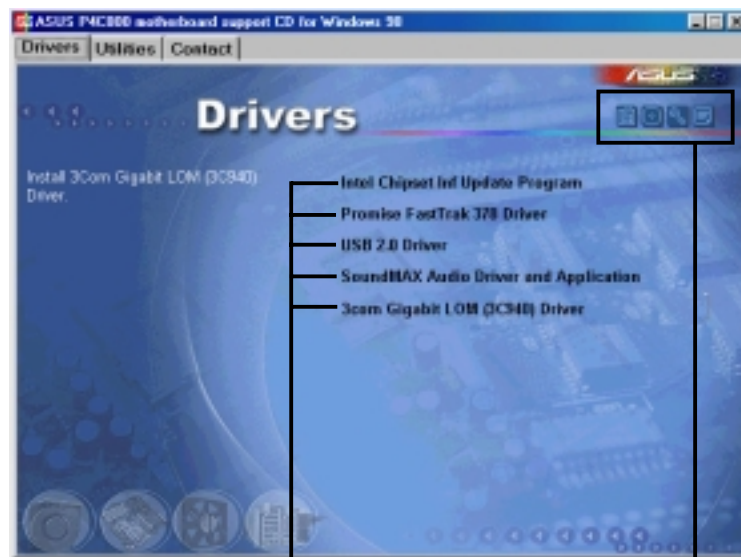 ASUS P4C800 motherboard support CD for Windows 98
Drivers Utilities Contact
ASUS
Drivers
Install 3Com Gigabit LOM (3C940)
Driver.
Intel Chipset Inf Update Program
Promise FastTrak 378 Driver
USB 2.0 Driver
SoundMAX Audio Driver and Application
3com Gigabit LOM (3C940) Driver